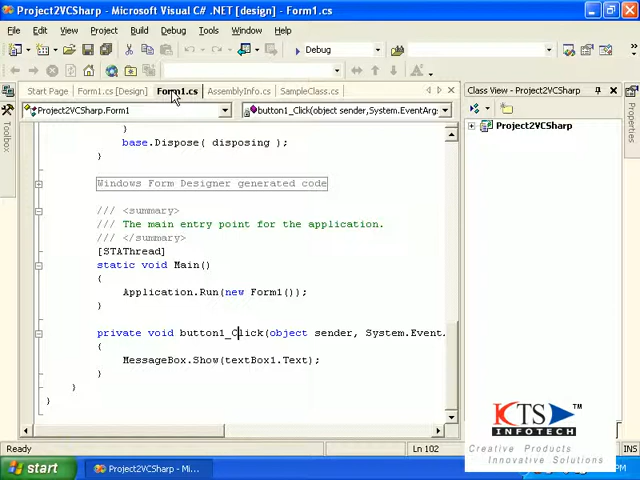 Project2VCSharp - Microsoft Visual C# .NET [design] - Form1.cs
File Edit View Project Build Debug Tools Window Help
Debug
Start Page Form1.cs [Design] Form1.cs AssemblyInfo.cs SampleClass.cs
Class View - Project2VCSharp
Project2VCSharp.Form1
button1_Click(object sender,System.EventArg:
Project2VCSharp
Toolbox
Properties
}
base.Dispose( disposing );
}
Windows Form Designer generated code
/// <summary>
/// The main entry point for the application.
/// </summary>
[STAThread]
static void Main()
{
Application.Run(new Form1());
}
private void button1_Click(object sender, System.Event
{
MessageBox.Show(textBox1.Text);
}
}
}
KTS TM
INFOTECH
Creative Products
Innovative Solutions
Ready
Ln 102
start
Project2VCSharp - Mi...